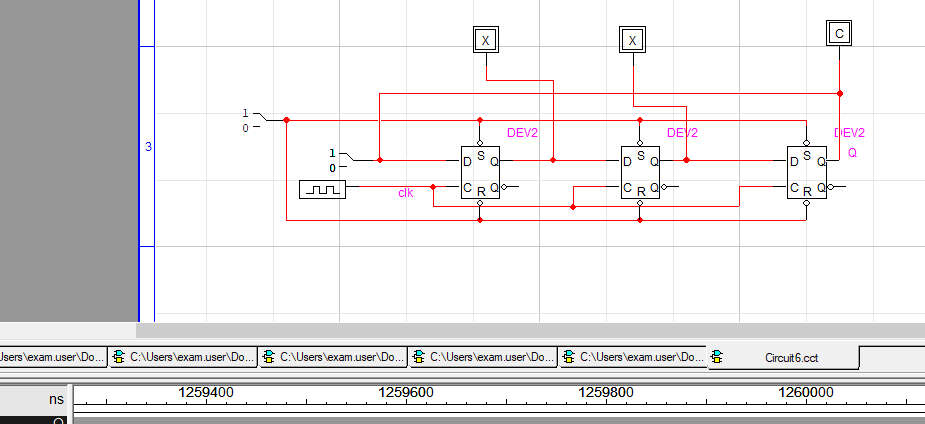 X X C
1
0
DEV2 DEV2 DEV2
S S S
3
1
0
D Q D Q D Q Q
clk
C R Q C R Q C R Q
Jsers\exam.user\Do... C:\Users\exam.user\Do... C:\Users\exam.user\Do... C:\Users\exam.user\Do... C:\Users\exam.user\Do... Circuit6.cct
ns 1259400 1259600 1259800 1260000